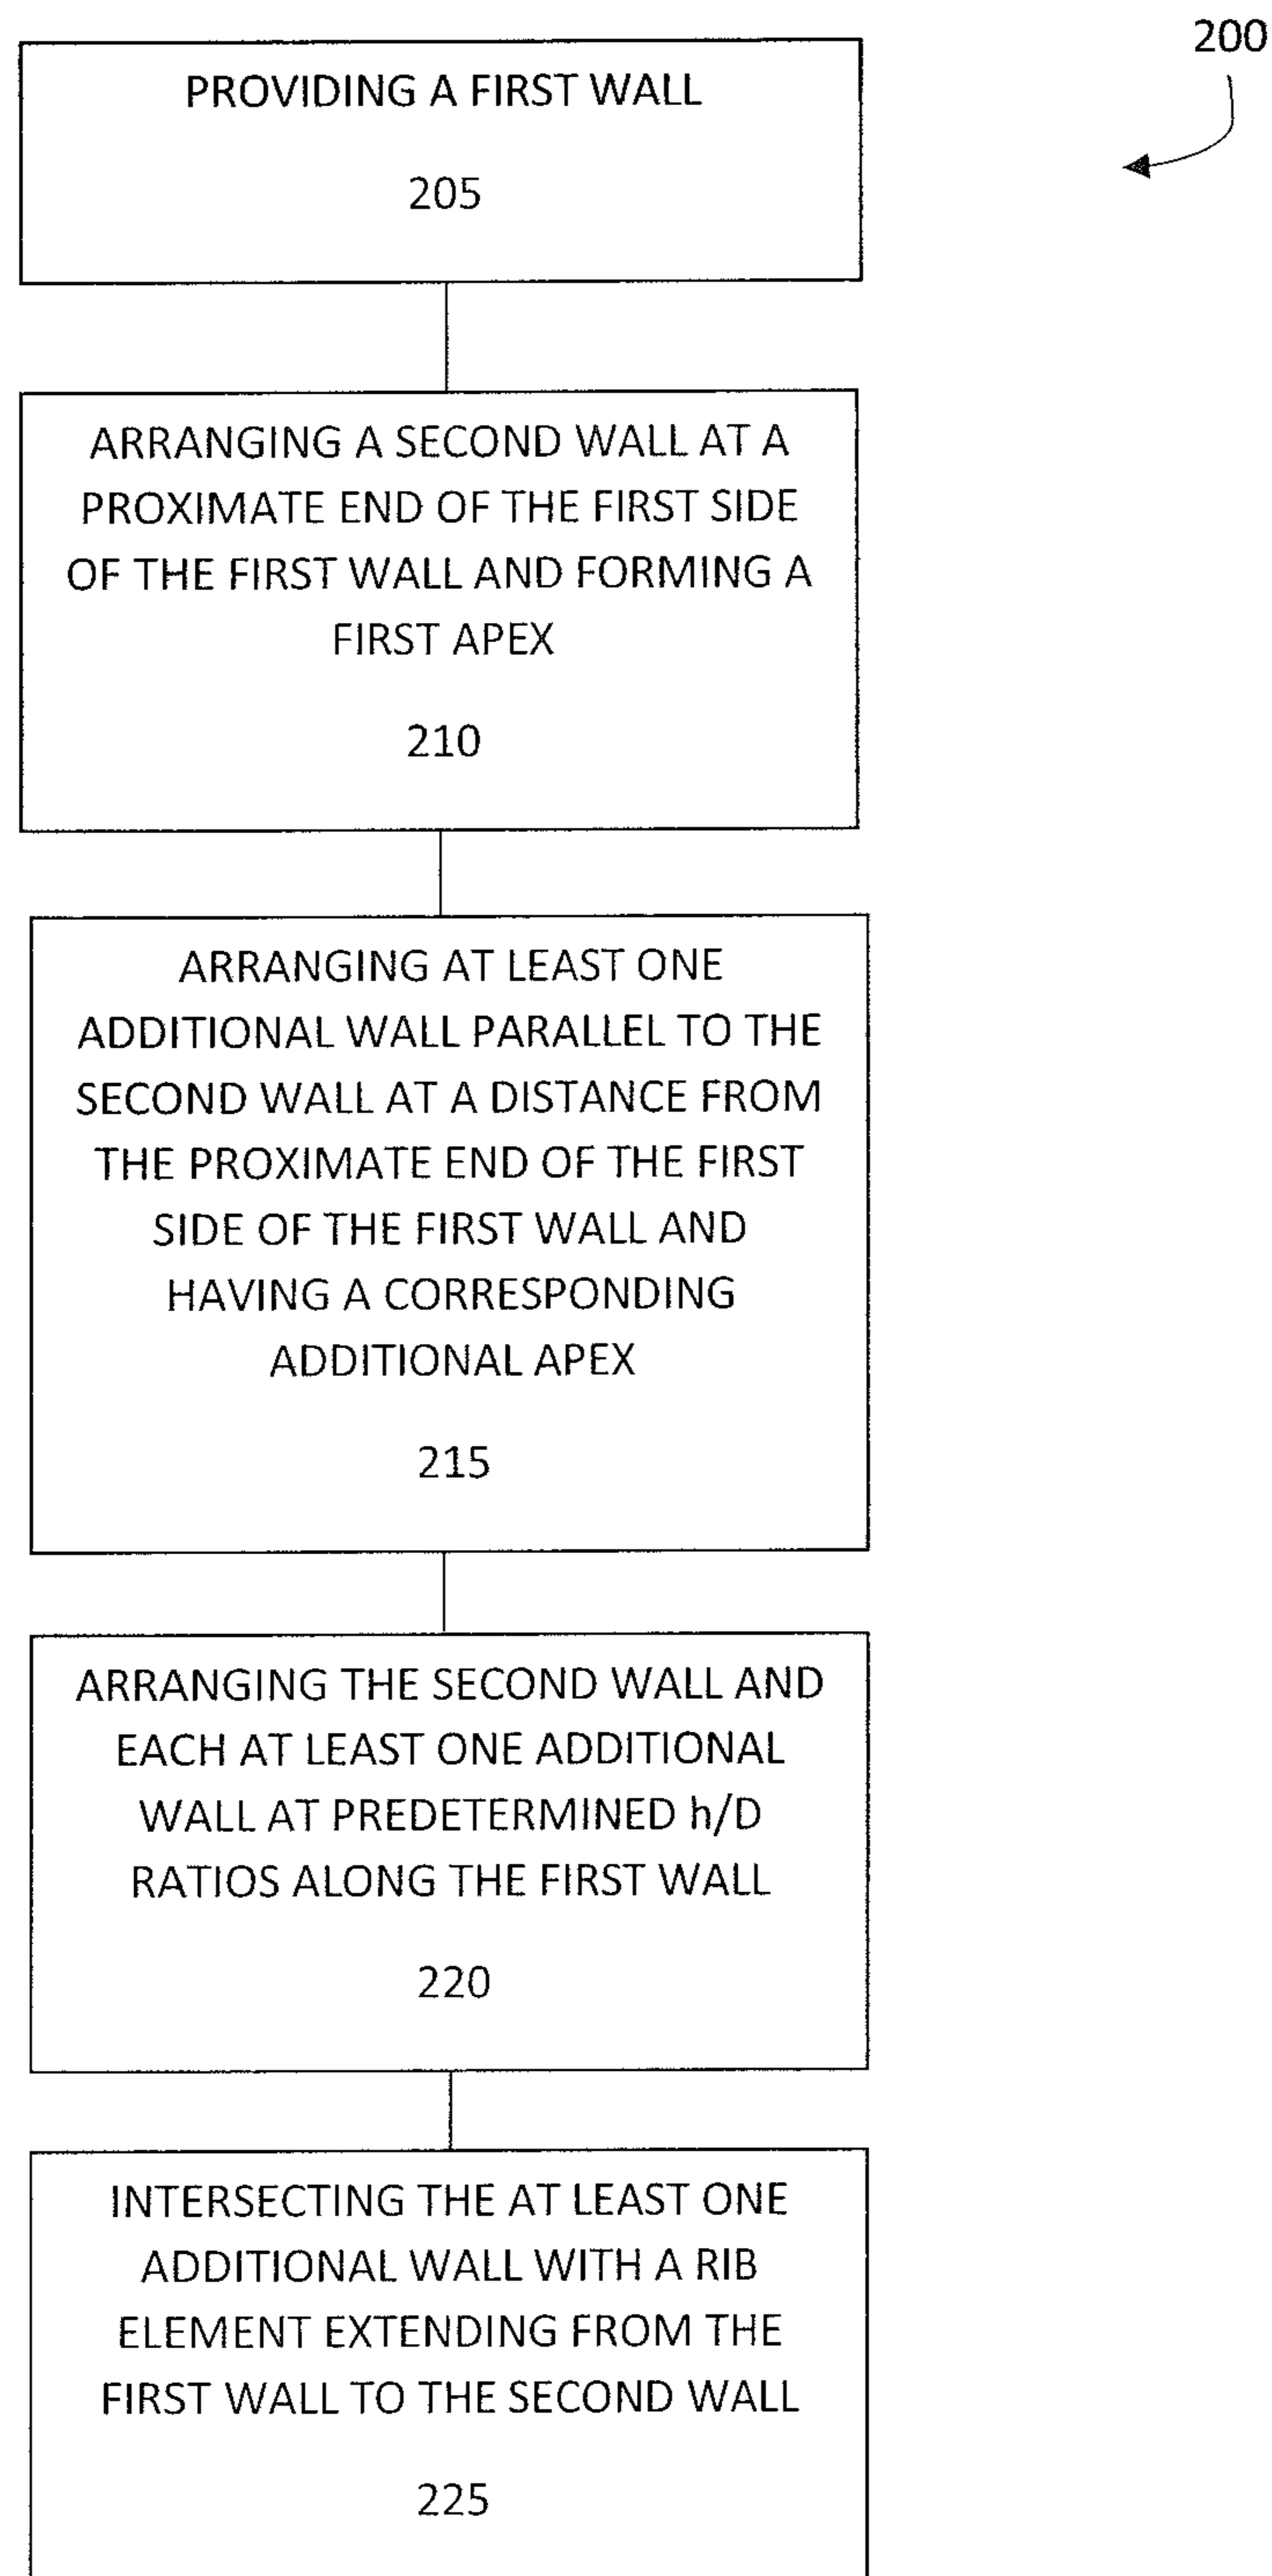 200
PROVIDING A FIRST WALL
205
ARRANGING A SECOND WALL AT A
PROXIMATE END OF THE FIRST SIDE
OF THE FIRST WALL AND FORMING A
FIRST APEX
210
ARRANGING AT LEAST ONE
ADDITIONAL WALL PARALLEL TO THE
SECOND WALL AT A DISTANCE FROM
THE PROXIMATE END OF THE FIRST
SIDE OF THE FIRST WALL AND
HAVING A CORRESPONDING
ADDITIONAL APEX
215
ARRANGING THE SECOND WALL AND
EACH AT LEAST ONE ADDITIONAL
WALL AT PREDETERMINED h/D
RATIOS ALONG THE FIRST WALL
220
INTERSECTING THE AT LEAST ONE
ADDITIONAL WALL WITH A RIB
ELEMENT EXTENDING FROM THE
FIRST WALL TO THE SECOND WALL
225